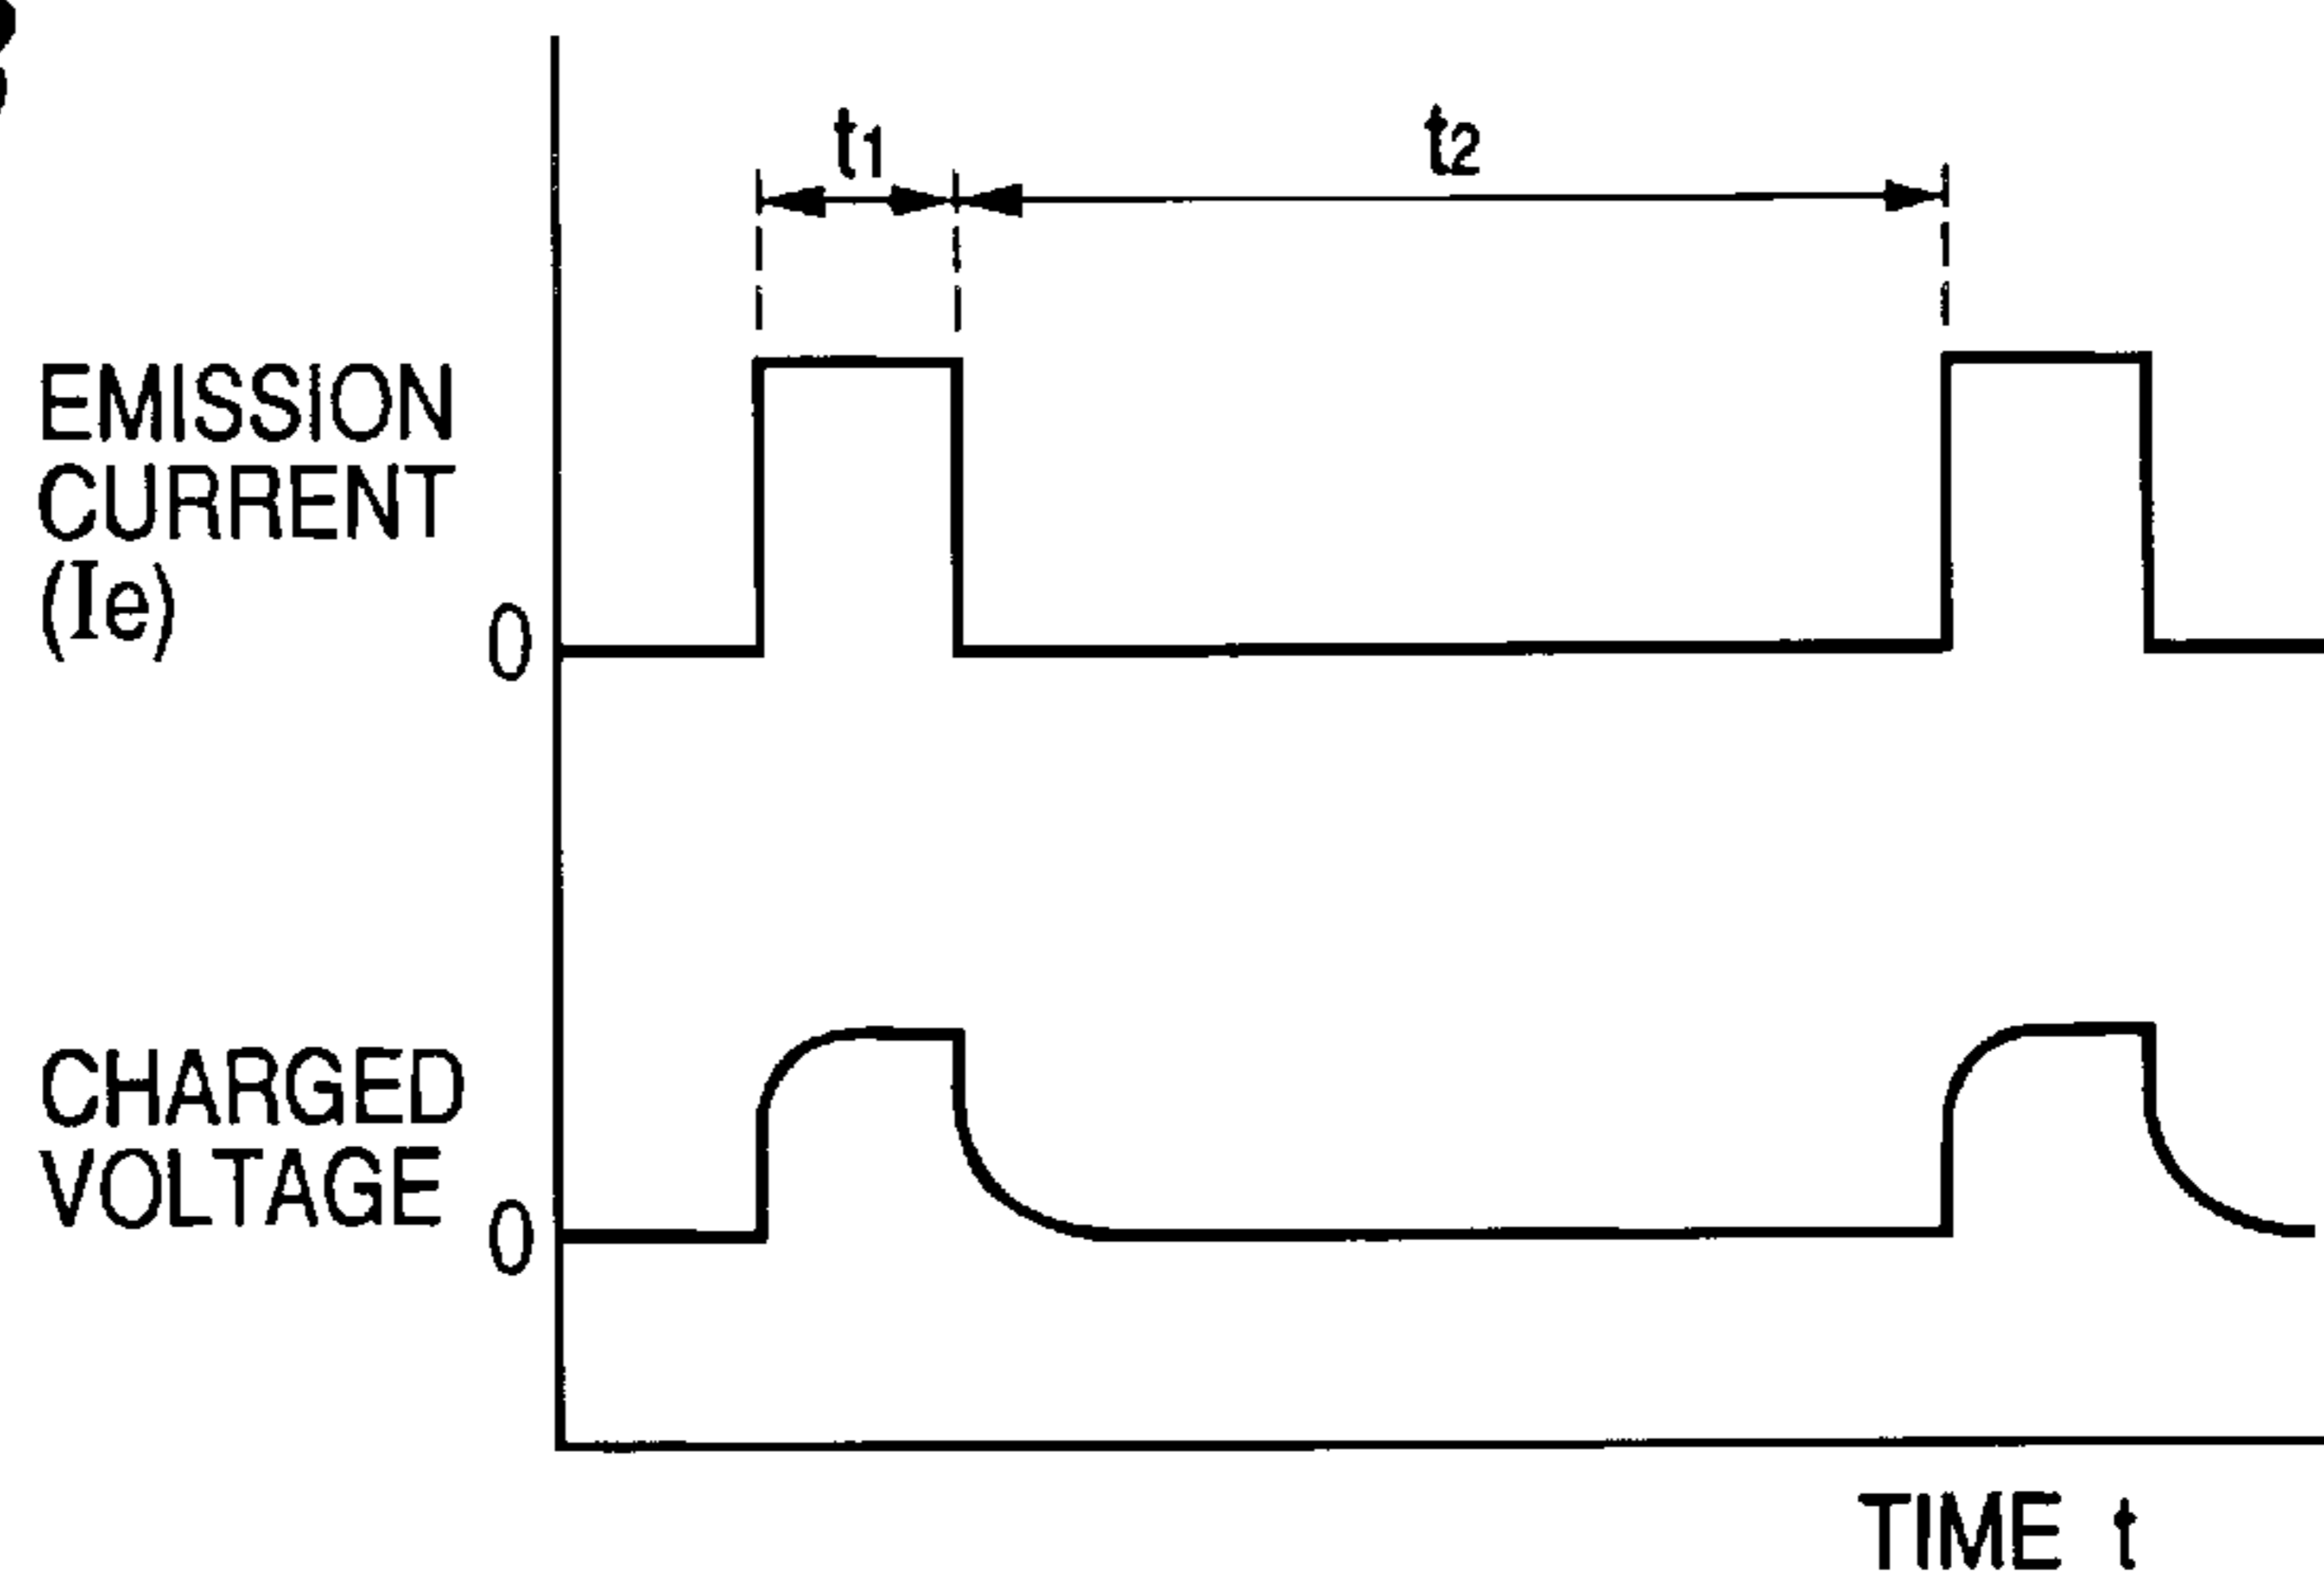 t1
t2
EMISSION
CURRENT
(Ie)
0
CHARGED
VOLTAGE
0
TIME t